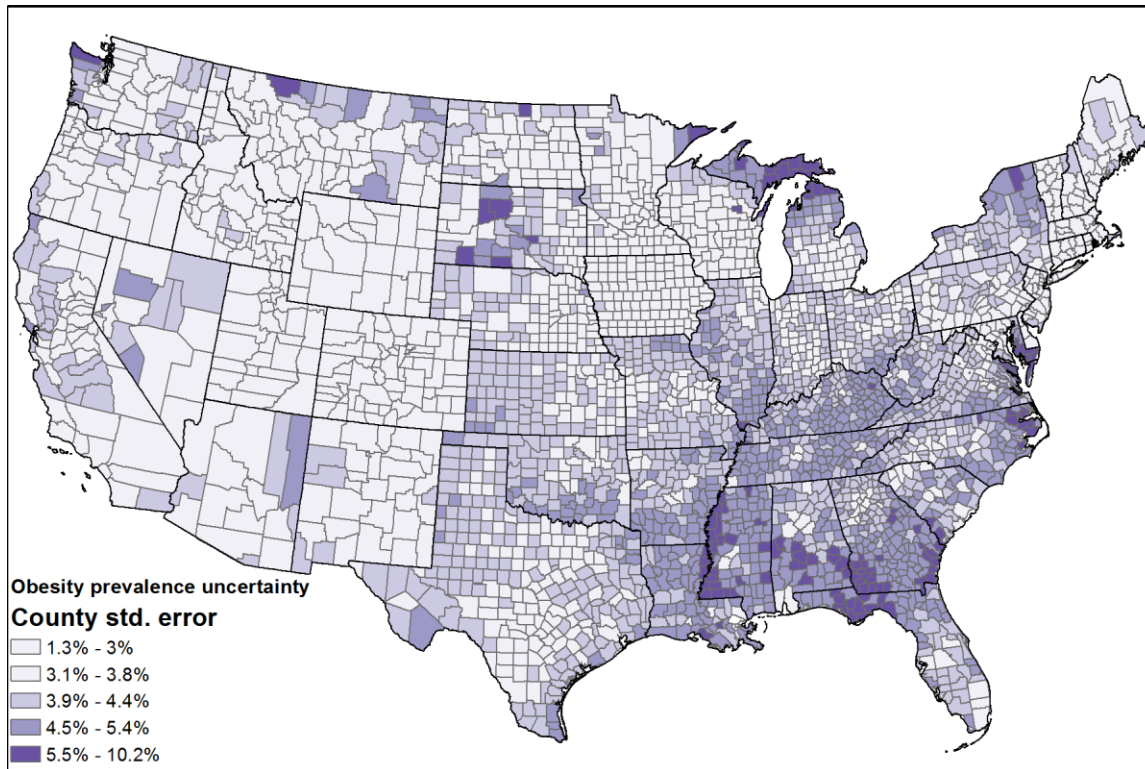 Obesity prevalence uncertainty
County std. error
1.3% - 3%
3.1% - 3.8%
3.9% - 4.4%
4.5% - 5.4%
5.5% - 10.2%